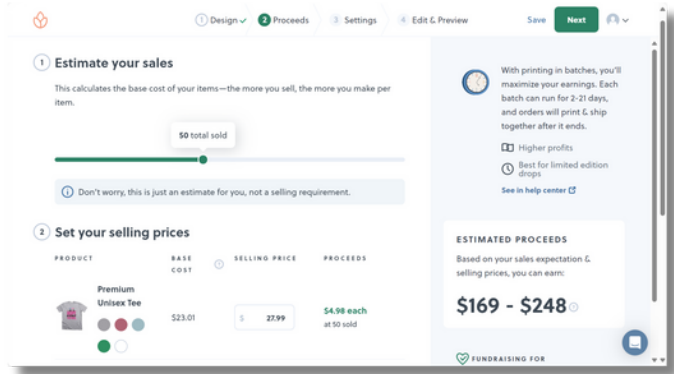 1 Design ✓ 2 Proceeds 3 Settings 4 Edit & Preview Save Next
1 Estimate your sales
This calculates the base cost of your items—the more you sell, the more you make per
item.
50 total sold
Don't worry, this is just an estimate for you, not a selling requirement.
2 Set your selling prices
PRODUCT BASE COST SELLING PRICE PROCEEDS
Premium
Unisex Tee
$23.01
$ 27.99
$4.98 each
at 50 sold
With printing in batches, you'll
maximize your earnings. Each
batch can run for 2-21 days,
and orders will print & ship
together after it ends.
Higher profits
Best for limited edition
drops
See in help center
ESTIMATED PROCEEDS
Based on your sales expectation &
selling prices, you can earn:
$169 - $248
FUNDRAISING FOR